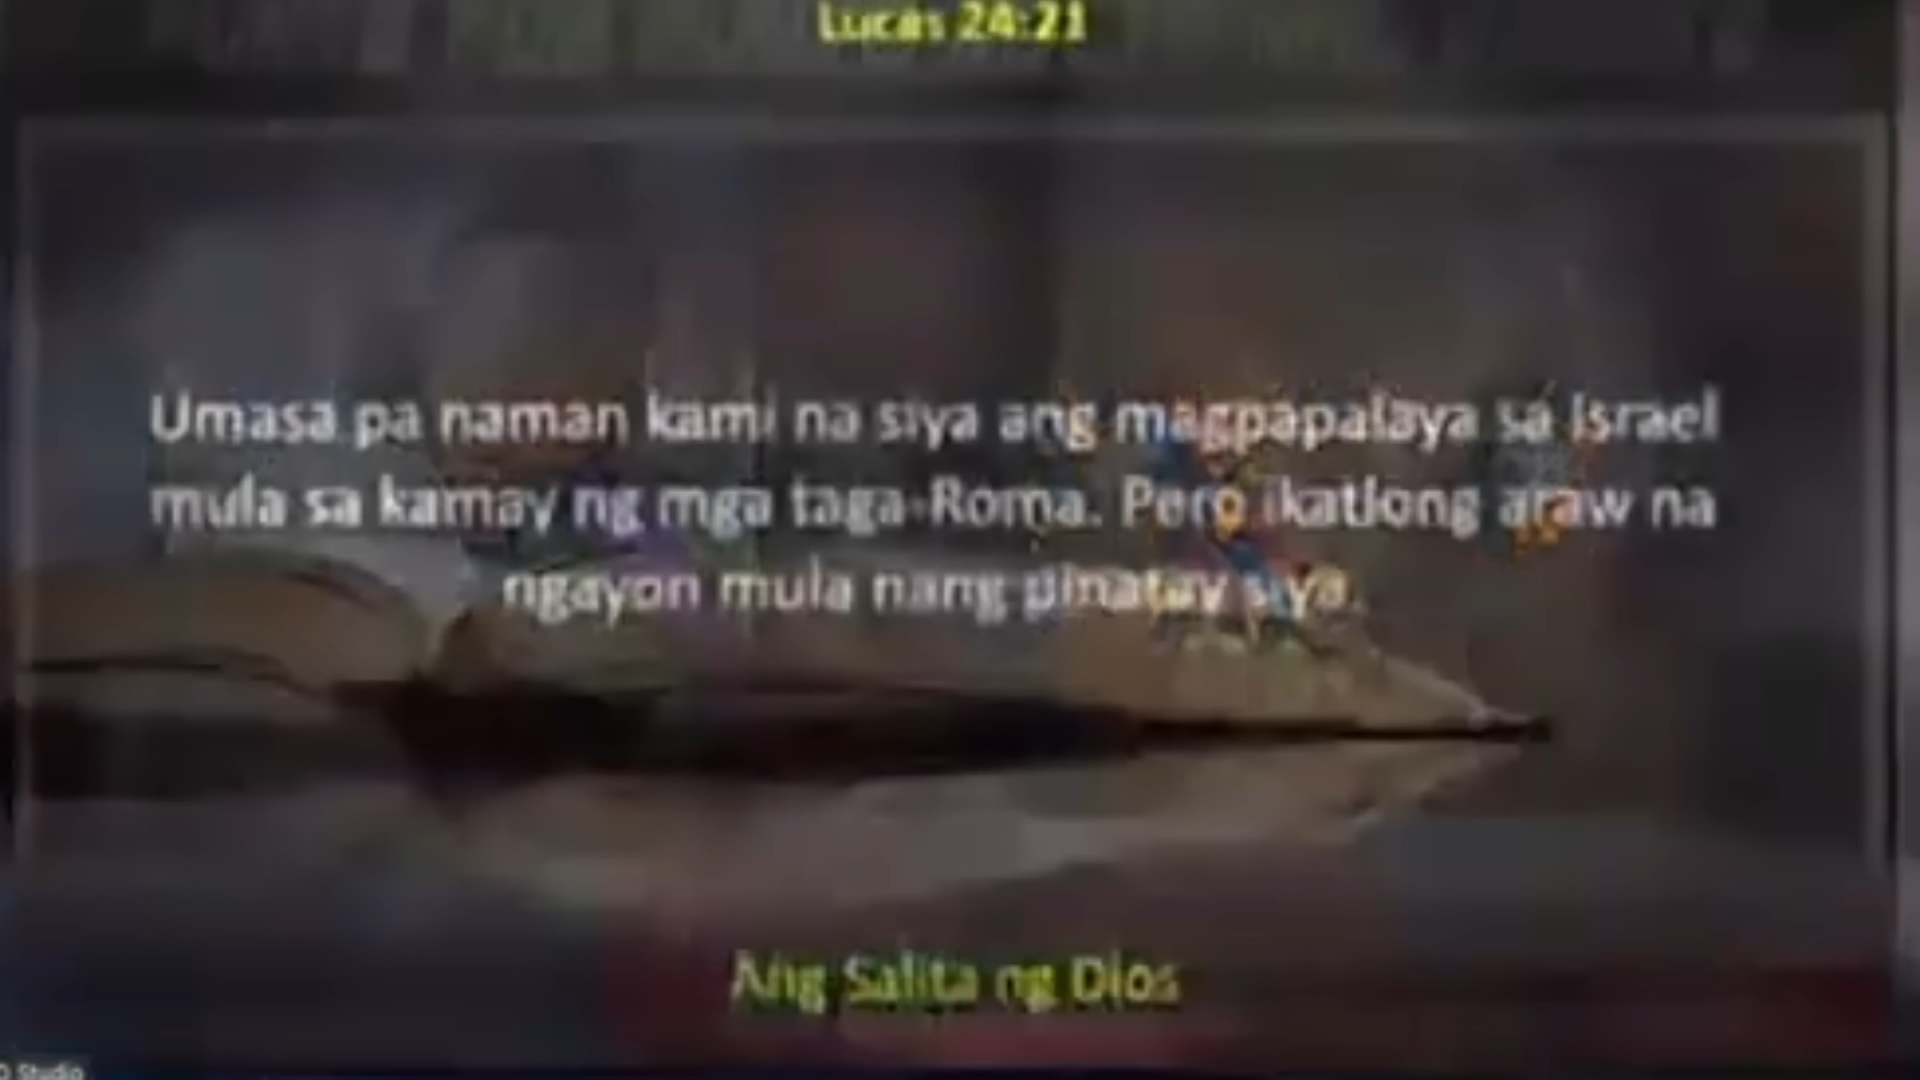 Lucas 24:21
Umasa pa naman kami na siya ang magpapalaya sa Israel
mula sa kamay ng mga taga-Roma. Pero ikatlong araw na
ngayon mula nang pinatay siya.
Ang Salita ng Dios
Studio